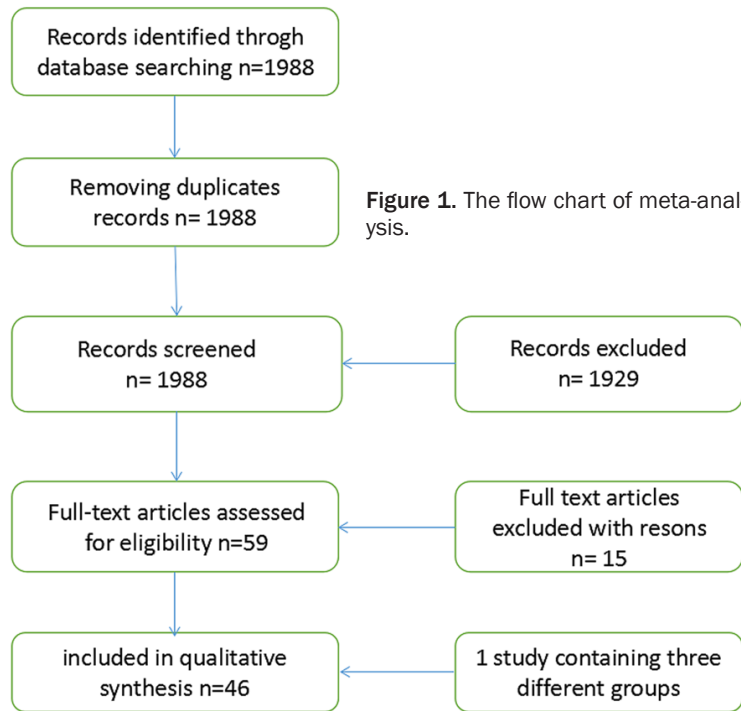 Records identified throgh
database searching n=1988
Removing duplicates
records n= 1988
Figure 1. The flow chart of meta-anal
ysis.
Records screened
n= 1988
Records excluded
n= 1929
Full-text articles assessed
for eligibility n=59
Full text articles
excluded with resons
n= 15
included in qualitative
synthesis n=46
1 study containing three
different groups